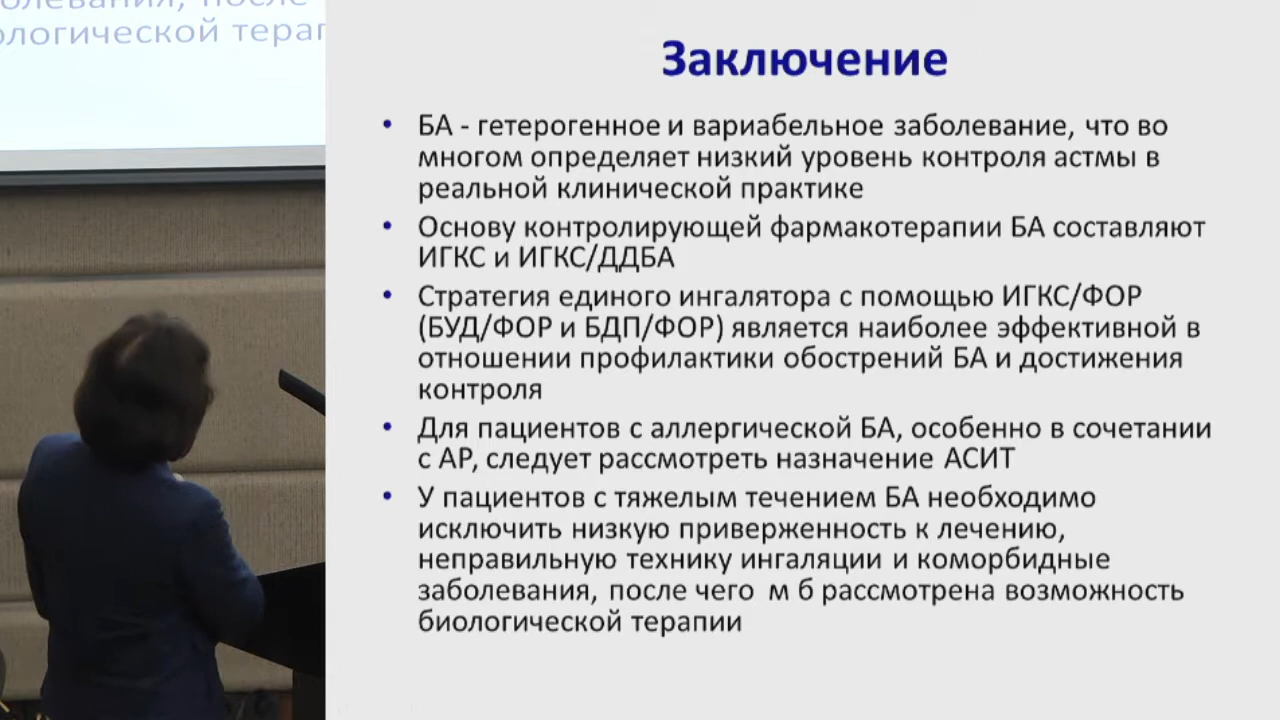 ологической
Заключение
• БА - гетерогенное и вариабельное заболевание, что во
многом определяет низкий уровень контроля астмы в
реальной клинической практике
• Основу контролирующей фармакотерапии БА составляют
ИГКС и ИГКС/ДДБА
• Стратегия единого ингалятора с помощью ИГКС/ФОР
(БУД/ФОР и БДП/ФОР) является наиболее эффективной в
отношении профилактики обострений БА и достижения
контроля
• Для пациентов с аллергической БА, особенно в сочетании
с АР, следует рассмотреть назначение АСИТ
• У пациентов с тяжелым течением БА необходимо
исключить низкую приверженность к лечению,
неправильную технику ингаляции и коморбидные
заболевания, после чего м б рассмотрена возможность
биологической терапии